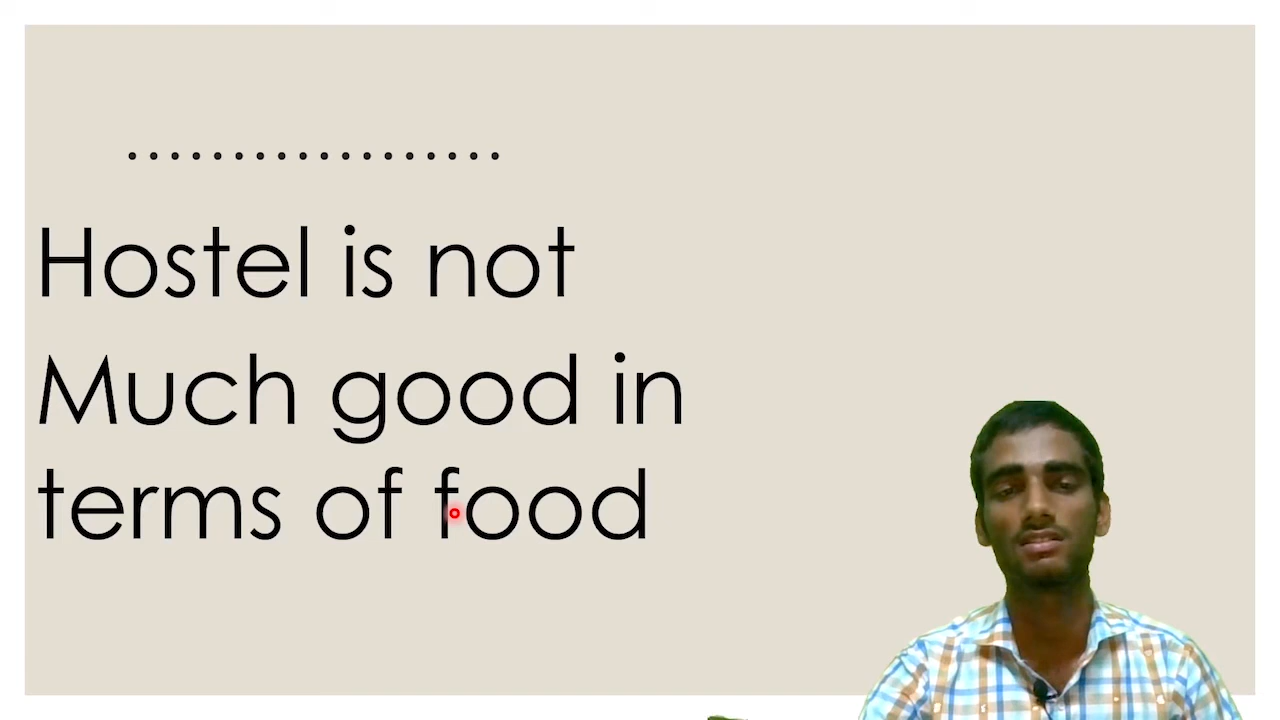 ..................
Hostel is not
Much good in
terms of food